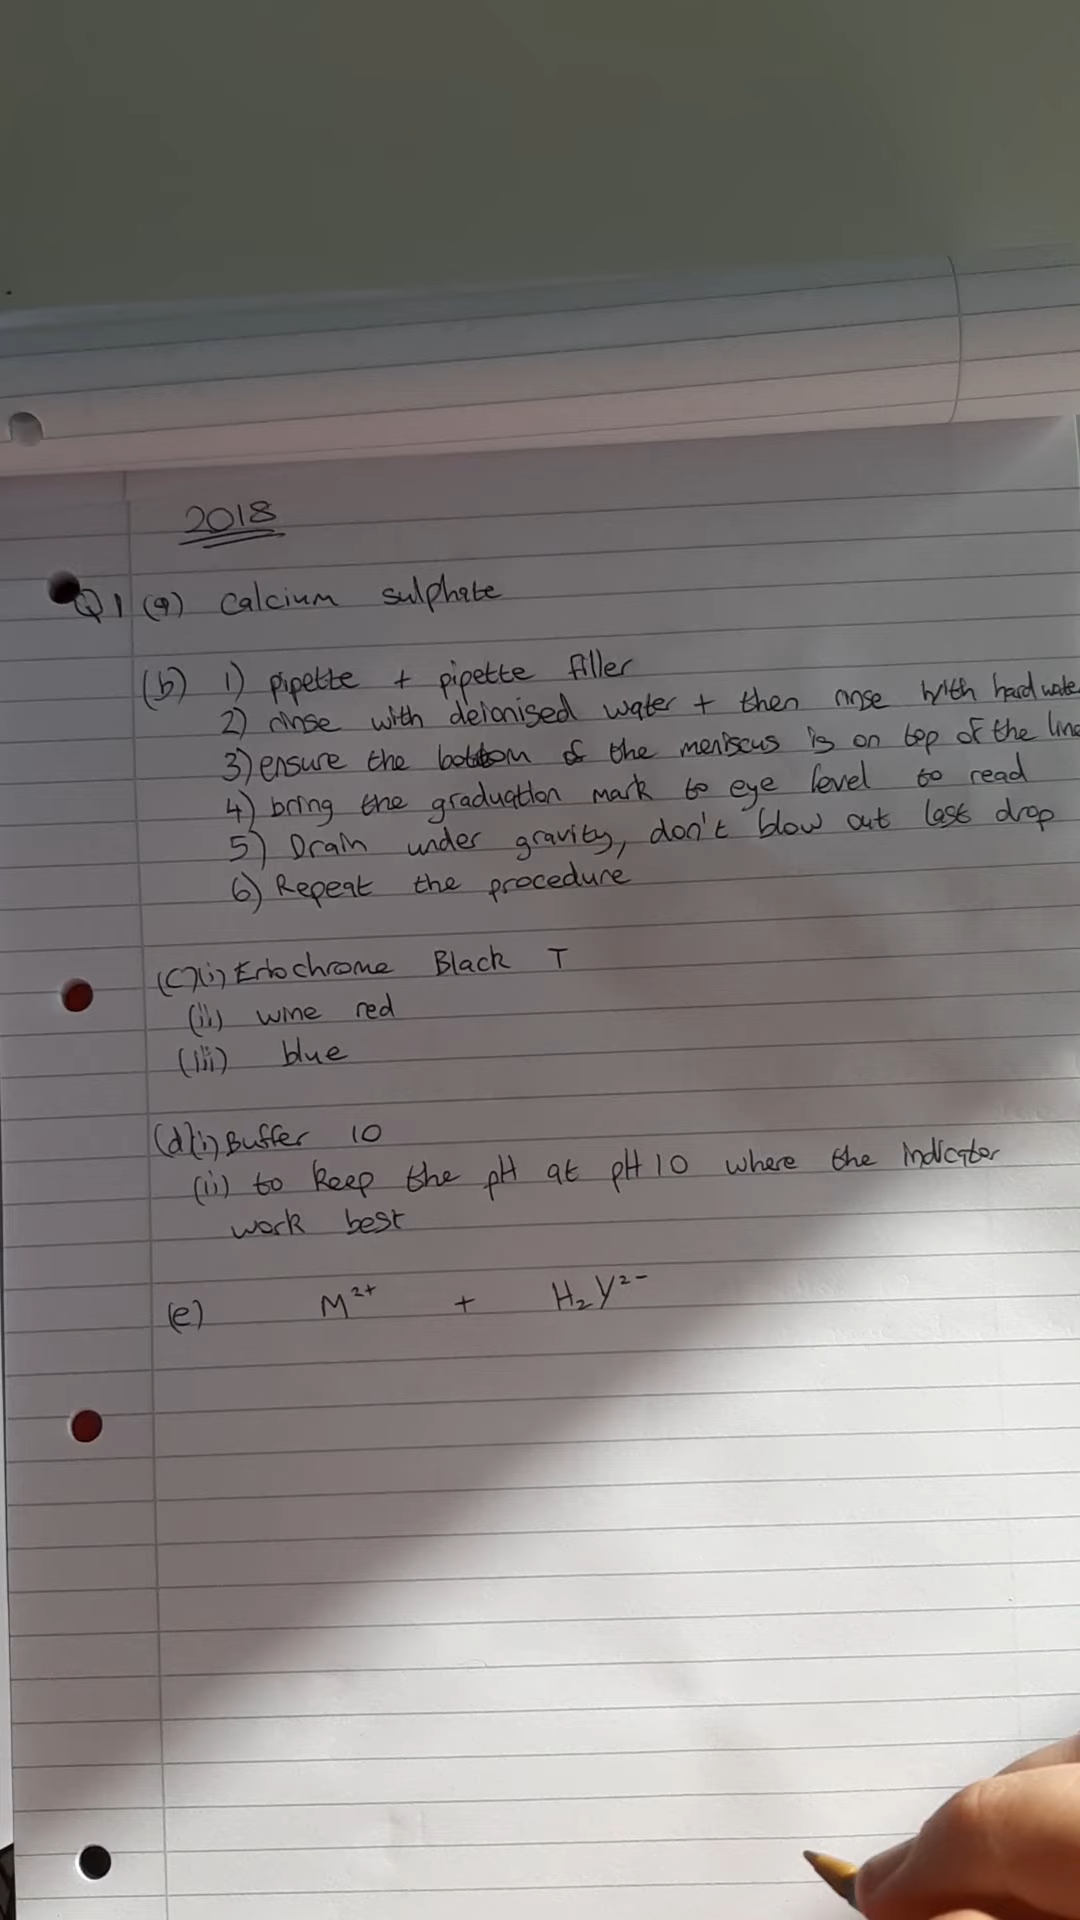 2018
Q1 (a) Calcium sulphate
(b) 1) pipette + pipette filler
2) rinse with deionised water + then rinse with hard wate
3) ensure the bottom of the meniscus is on top of the line
4) bring the graduation mark to eye level to read
5) Drain under gravity, don't blow out last drop
6) Repeat the procedure
(c)(i) Eriochrome Black T
(ii) wine red
(iii) blue
(d)(i) Buffer 10
(ii) to keep the pH at pH 10 where the indicator
work best
(e) M²⁺ + H₂Y²⁻